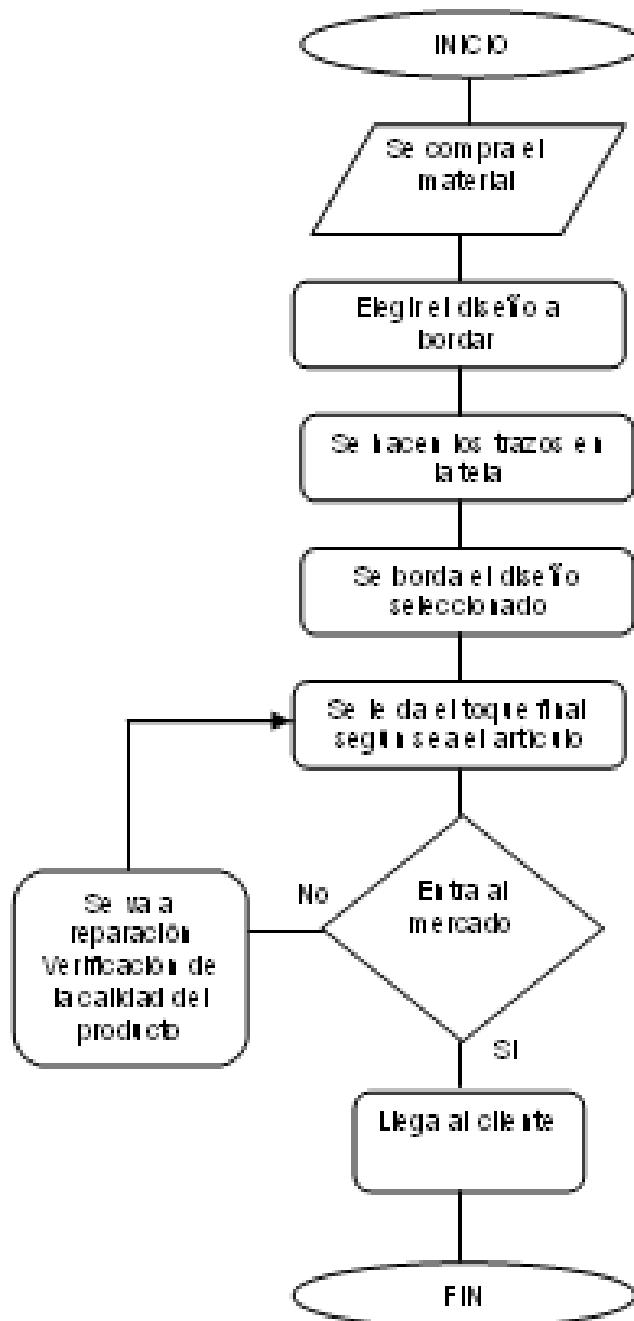 INICIO
Se compra el
material
Elegir el diseño a
bordar
Se hacen los trazos en
la tela
Se borda el diseño
seleccionado
Se le da el toque final
según sea el artículo
No
Entra al
mercado
Se va a
reparación
Verificación de
la calidad del
producto
Si
Llega al cliente
FIN